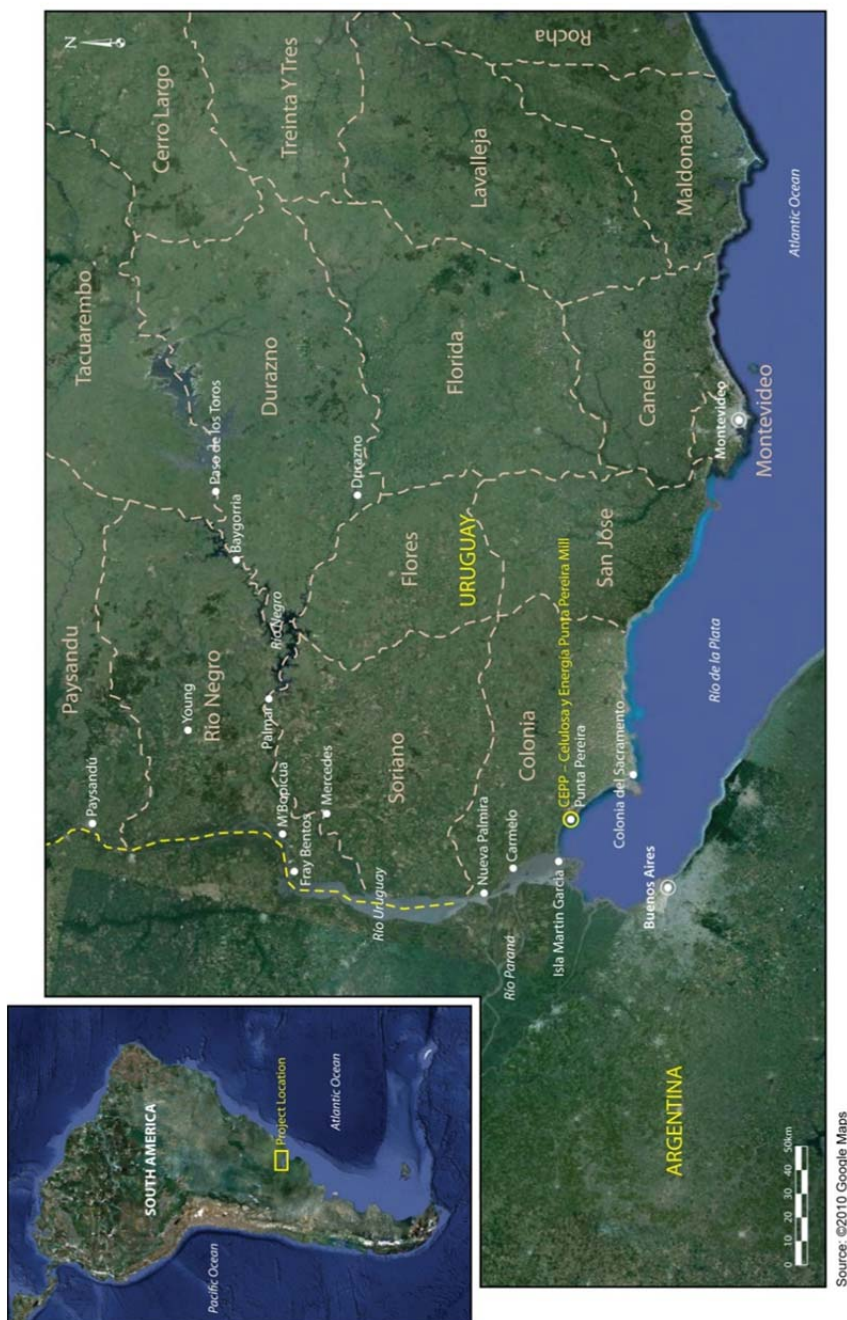 N
Paysandu
Tacuarembo
Cerro Largo
Paysandú
Young
Rio Negro
Paso de los Toros
Baygorria
Durazno
Treinta Y Tres
M'Bopicua
Palmar
Rio Negro
Fray Bentos
Mercedes
Durazno
Rio Uruguay
Soriano
Flores
Florida
Lavalleja
Rocha
URUGUAY
Nueva Palmira
Carmelo
Colonia
San Jose
Canelones
Maldonado
Rio Paraná
Isla Martin Garcia
CEPP – Celulosa y Energía Punta Pereira Mill
Punta Pereira
Colonia del Sacramento
Buenos Aires
Montevideo
Montevideo
Rio de la Plata
Atlantic Ocean
ARGENTINA
0 10 20 30 40 50km
SOUTH AMERICA
Pacific Ocean
Project Location
Atlantic Ocean
Source: ©2010 Google Maps